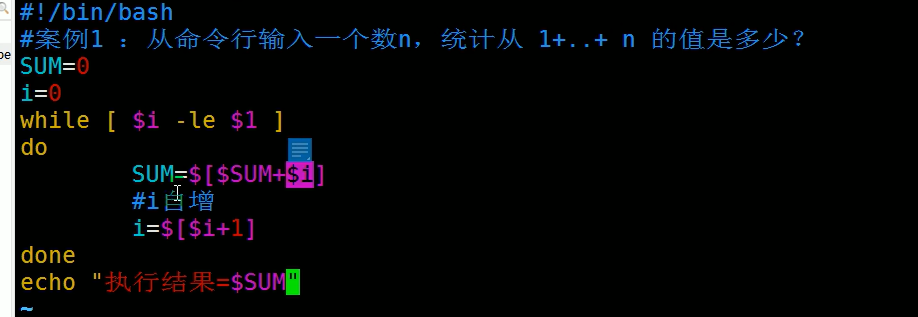 #!/bin/bash
#案例1 ：从命令行输入一个数n，统计从 1+..+ n 的值是多少？
SUM=0
i=0
while [ $i -le $1 ]
do
SUM=$[$SUM+$i]
#i自增
i=$[$i+1]
done
echo "执行结果=$SUM"
~